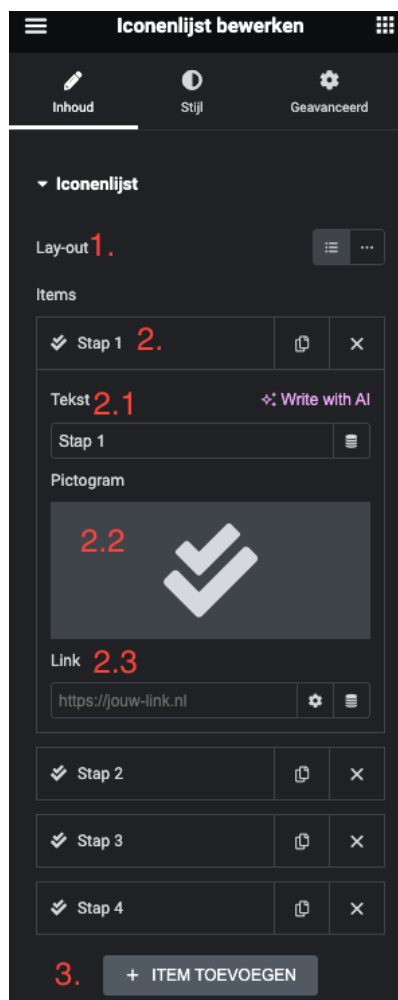 Iconenlijst bewerken
Inhoud Stijl Geavanceerd
Iconenlijst
Lay-out 1.
Items
Stap 1 2.
Tekst 2.1 Write with AI
Stap 1
Pictogram
2.2
Link 2.3
https://jouw-link.nl
Stap 2
Stap 3
Stap 4
3. + ITEM TOEVOEGEN